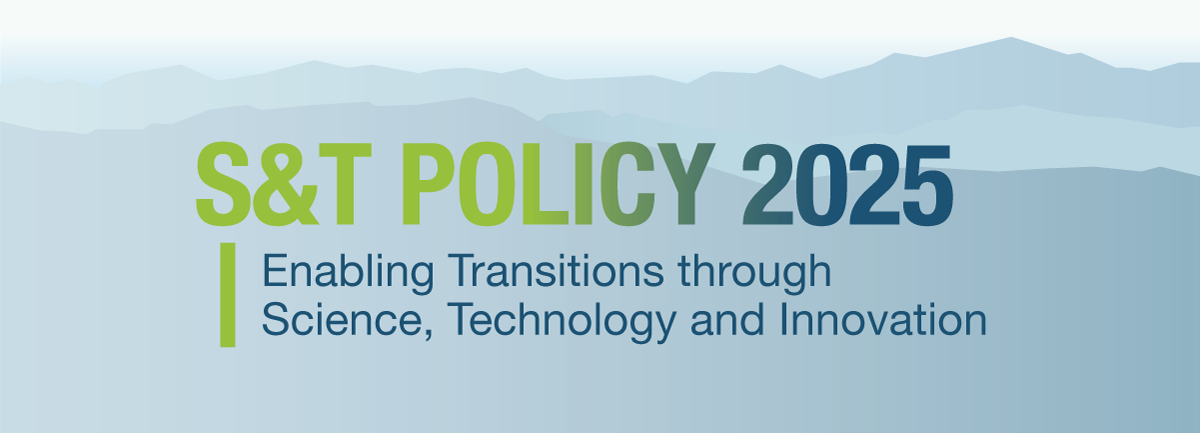 S&T POLICY 2025
Enabling Transitions through
Science, Technology and Innovation